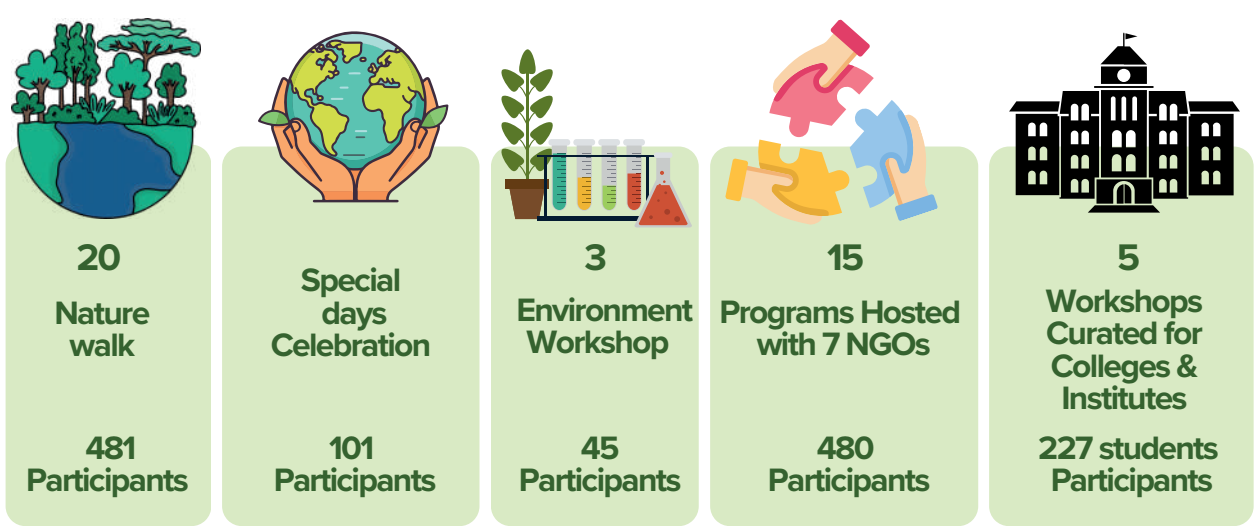 20
Nature
walk
481
Participants
Special
days
Celebration
101
Participants
3
Environment
Workshop
45
Participants
15
Programs Hosted
with 7 NGOs
480
Participants
5
Workshops
Curated for
Colleges &
Institutes
227 students
Participants